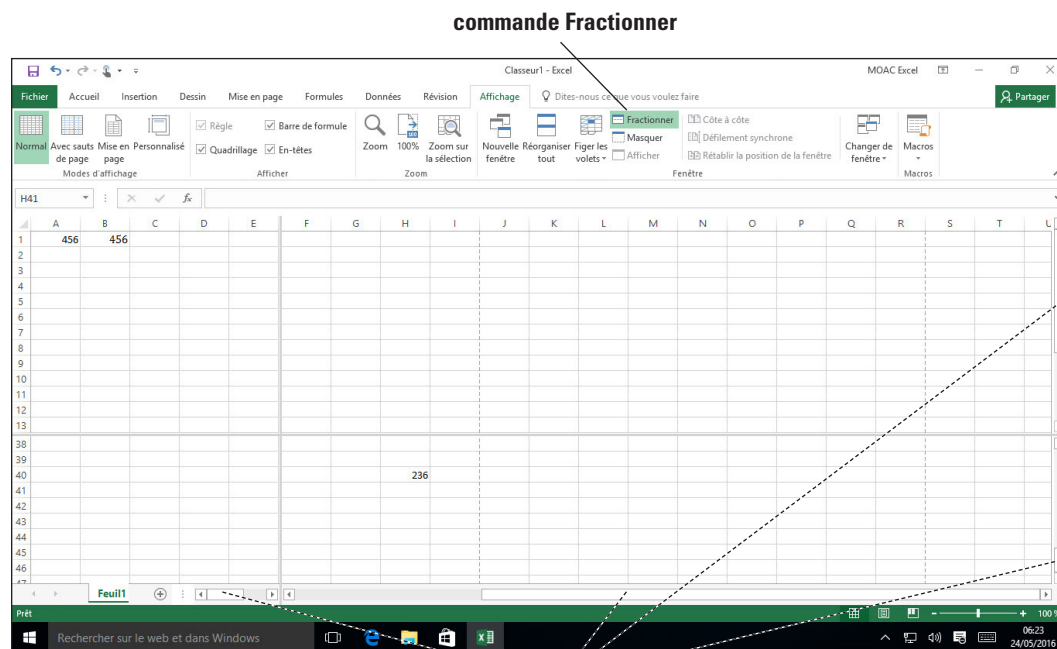 commande Fractionner
Classeur1 - Excel
MOAC Excel
Fichier Accueil Insertion Dessin Mise en page Formules Données Révision Affichage Dites-nous ce que vous voulez faire Partager
Normal Avec sauts de page Mise en page Personnalisé
Modes d'affichage
Règle Barre de formule
Quadrillage En-têtes
Afficher
Zoom 100% Zoom sur la sélection
Zoom
Nouvelle fenêtre Réorganiser tout Figer les volets
Fractionner
Masquer
Afficher
Côte à côte
Défilement synchrone
Rétablir la position de la fenêtre
Changer de fenêtre
Fenêtre
Macros
Macros
H41 fx
A B C D E F G H I J K L M N O P Q R S T U
1 456 456
2
3
4
5
6
7
8
9
10
11
12
13
38
39
40 236
41
42
43
44
45
46
47
Feuil1
Prêt 100 %
Rechercher sur le web et dans Windows
06:23
24/05/2016